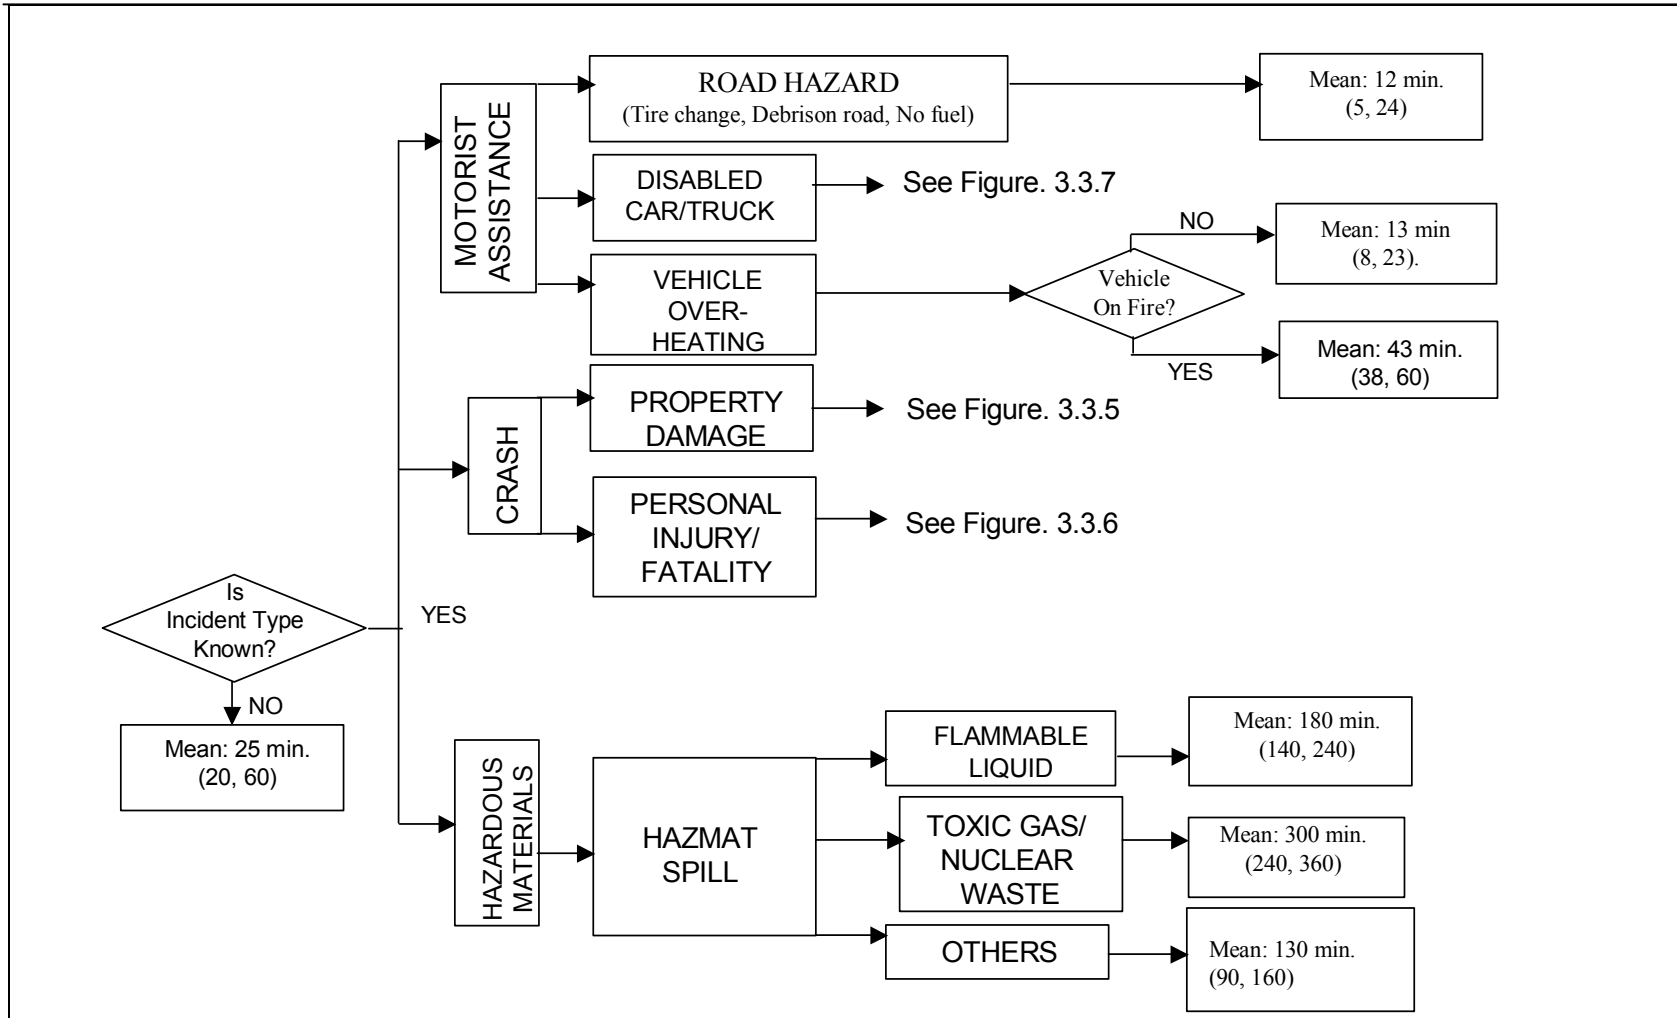 ROAD HAZARD
(Tire change, Debrison road, No fuel)
Mean: 12 min.
(5, 24)
MOTORIST
ASSISTANCE
DISABLED
CAR/TRUCK
See Figure. 3.3.7
NO
Mean: 13 min
(8, 23).
VEHICLE
OVER-
HEATING
Vehicle
On Fire?
YES
Mean: 43 min.
(38, 60)
CRASH
PROPERTY
DAMAGE
See Figure. 3.3.5
PERSONAL
INJURY/
FATALITY
See Figure. 3.3.6
Is
Incident Type
Known?
YES
NO
Mean: 25 min.
(20, 60)
HAZARDOUS
MATERIALS
HAZMAT
SPILL
FLAMMABLE
LIQUID
Mean: 180 min.
(140, 240)
TOXIC GAS/
NUCLEAR
WASTE
Mean: 300 min.
(240, 360)
OTHERS
Mean: 130 min.
(90, 160)